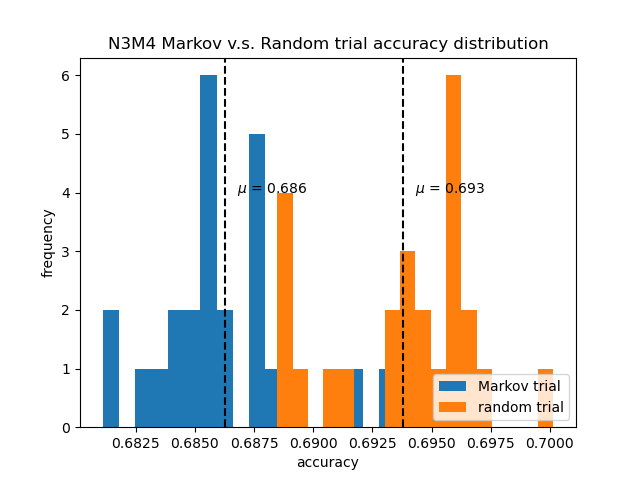 N3M4 Markov v.s. Random trial accuracy distribution
6
5
4
3
2
1
0
frequency
μ = 0.686
μ = 0.693
Markov trial
random trial
0.6825 0.6850 0.6875 0.6900 0.6925 0.6950 0.6975 0.7000
accuracy